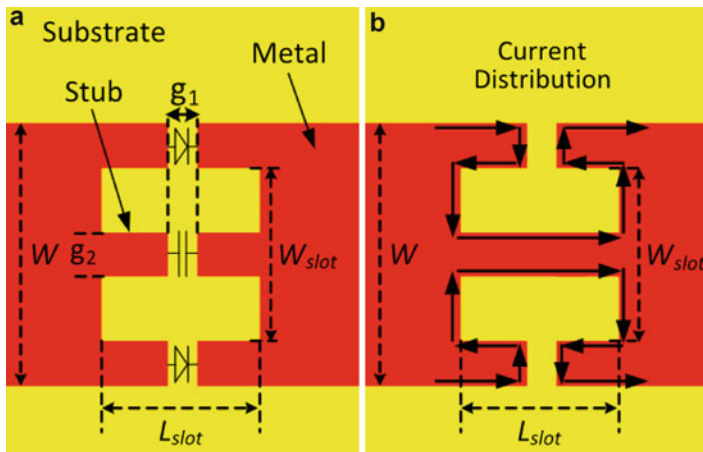 a
Substrate
Metal
Stub
g1
W
g2
Wslot
Lslot
b
Current
Distribution
W
Wslot
Lslot